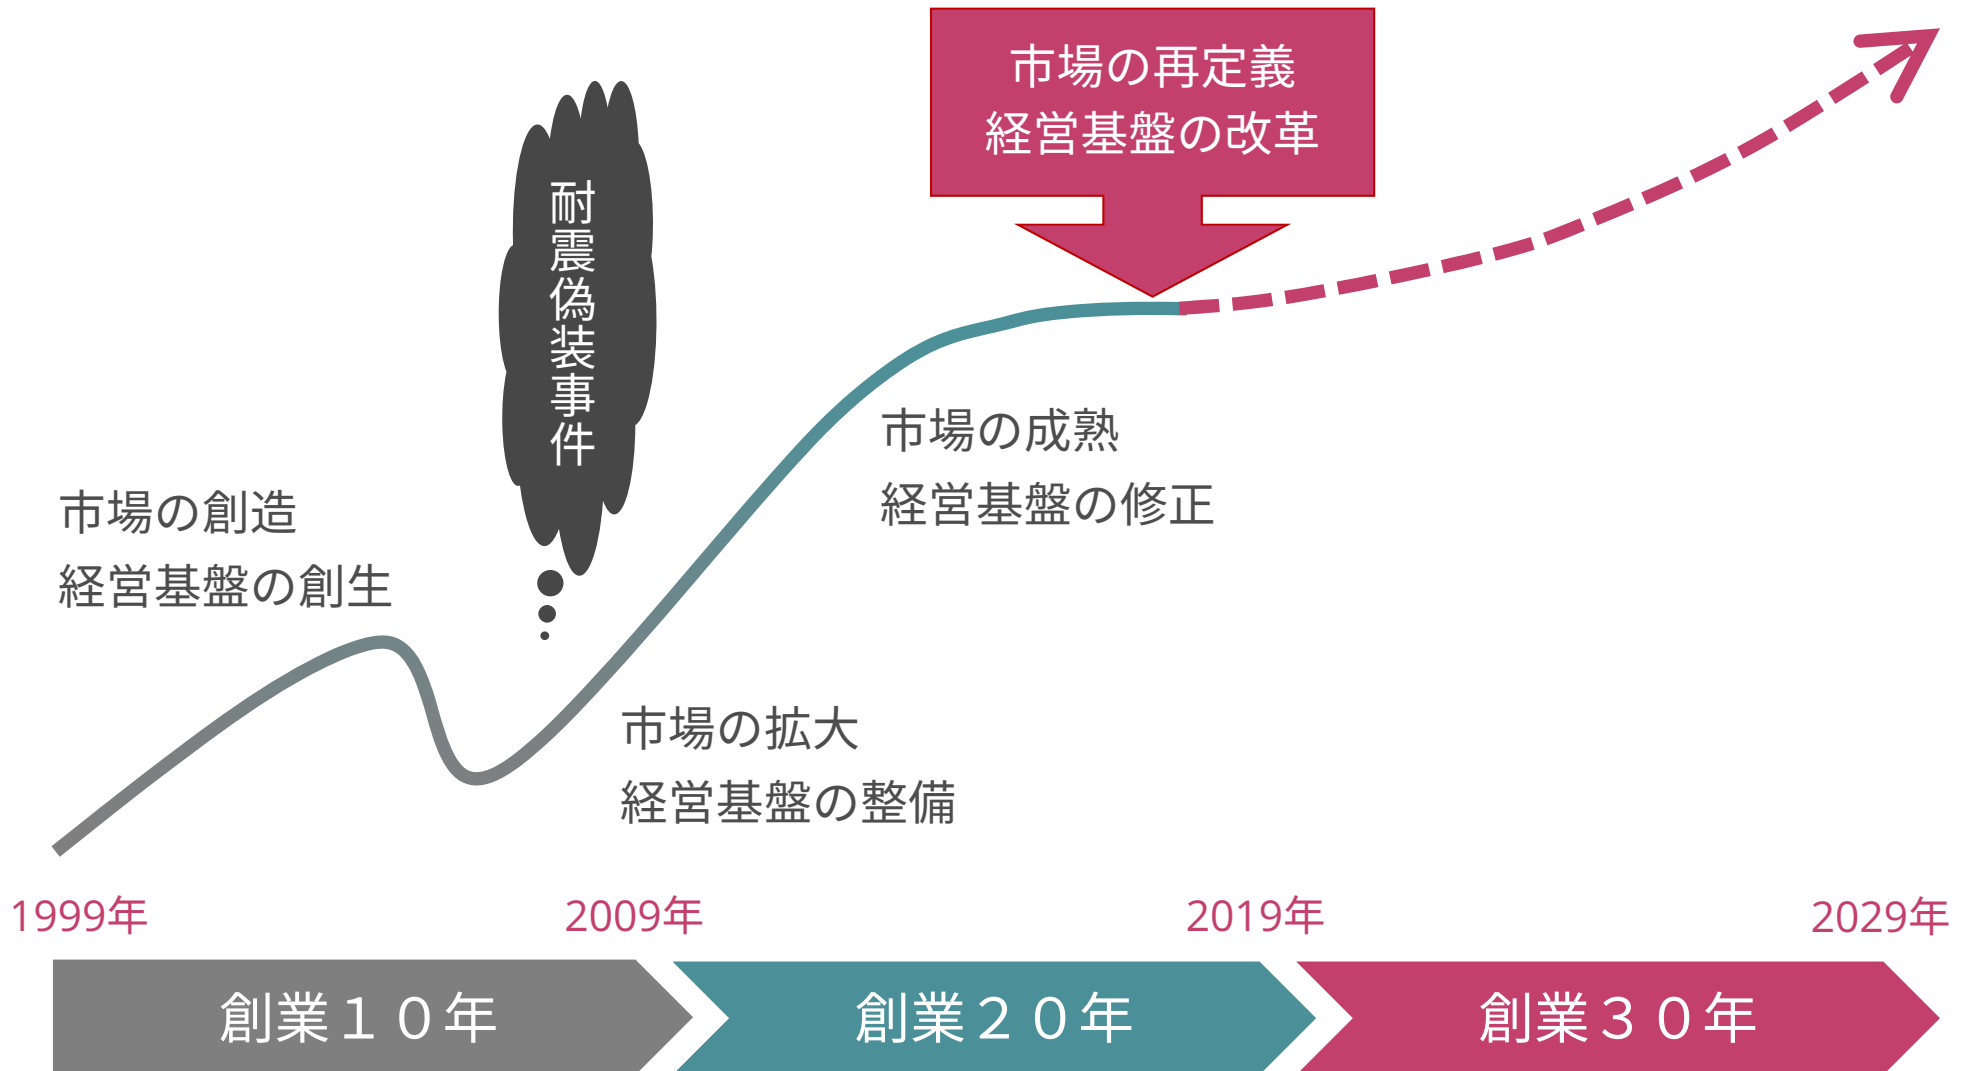 市場の再定義
経営基盤の改革
耐震偽装事件
市場の創造
経営基盤の創生
市場の成熟
経営基盤の修正
市場の拡大
経営基盤の整備
1999年
2009年
2019年
2029年
創業１０年
創業２０年
創業３０年